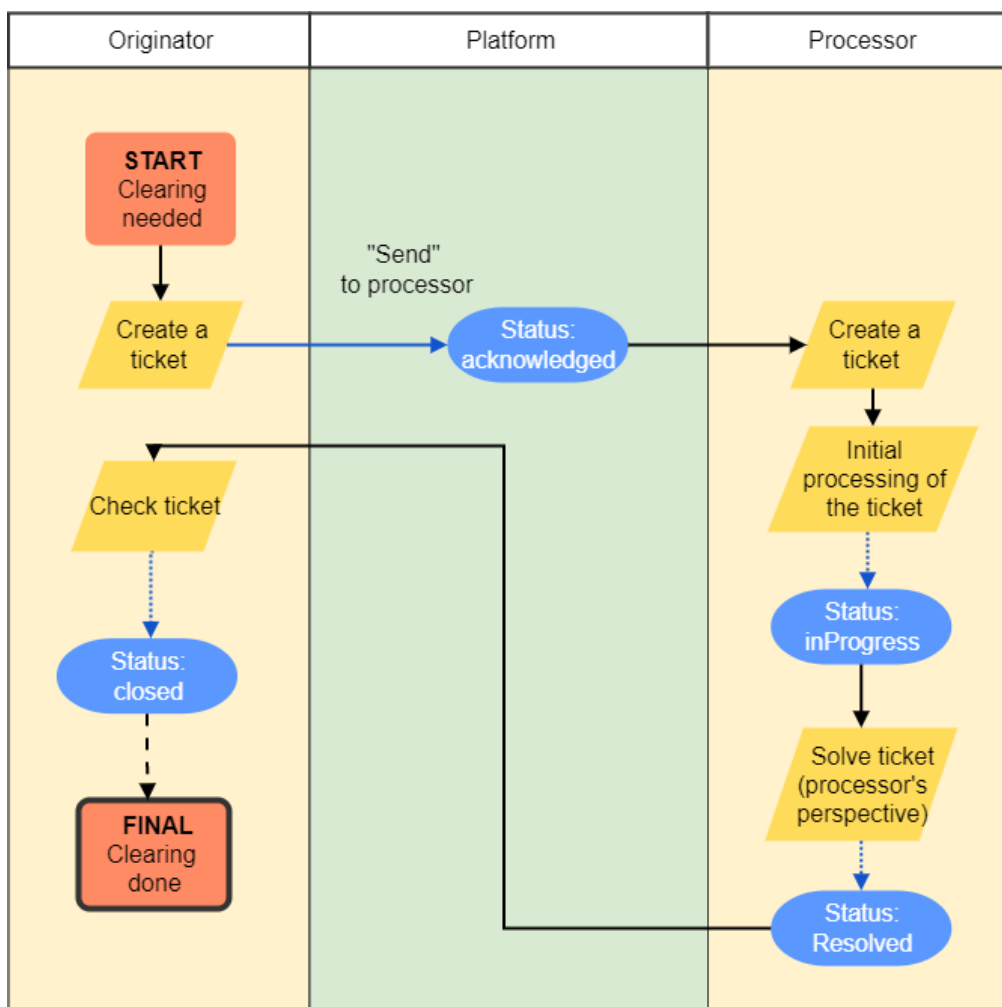 Originator
Platform
Processor
START
Clearing
needed
"Send"
to processor
Create a
ticket
Status:
acknowledged
Create a
ticket
Initial
processing of
the ticket
Check ticket
Status:
inProgress
Status:
closed
Solve ticket
(processor's
perspective)
FINAL
Clearing
done
Status:
Resolved